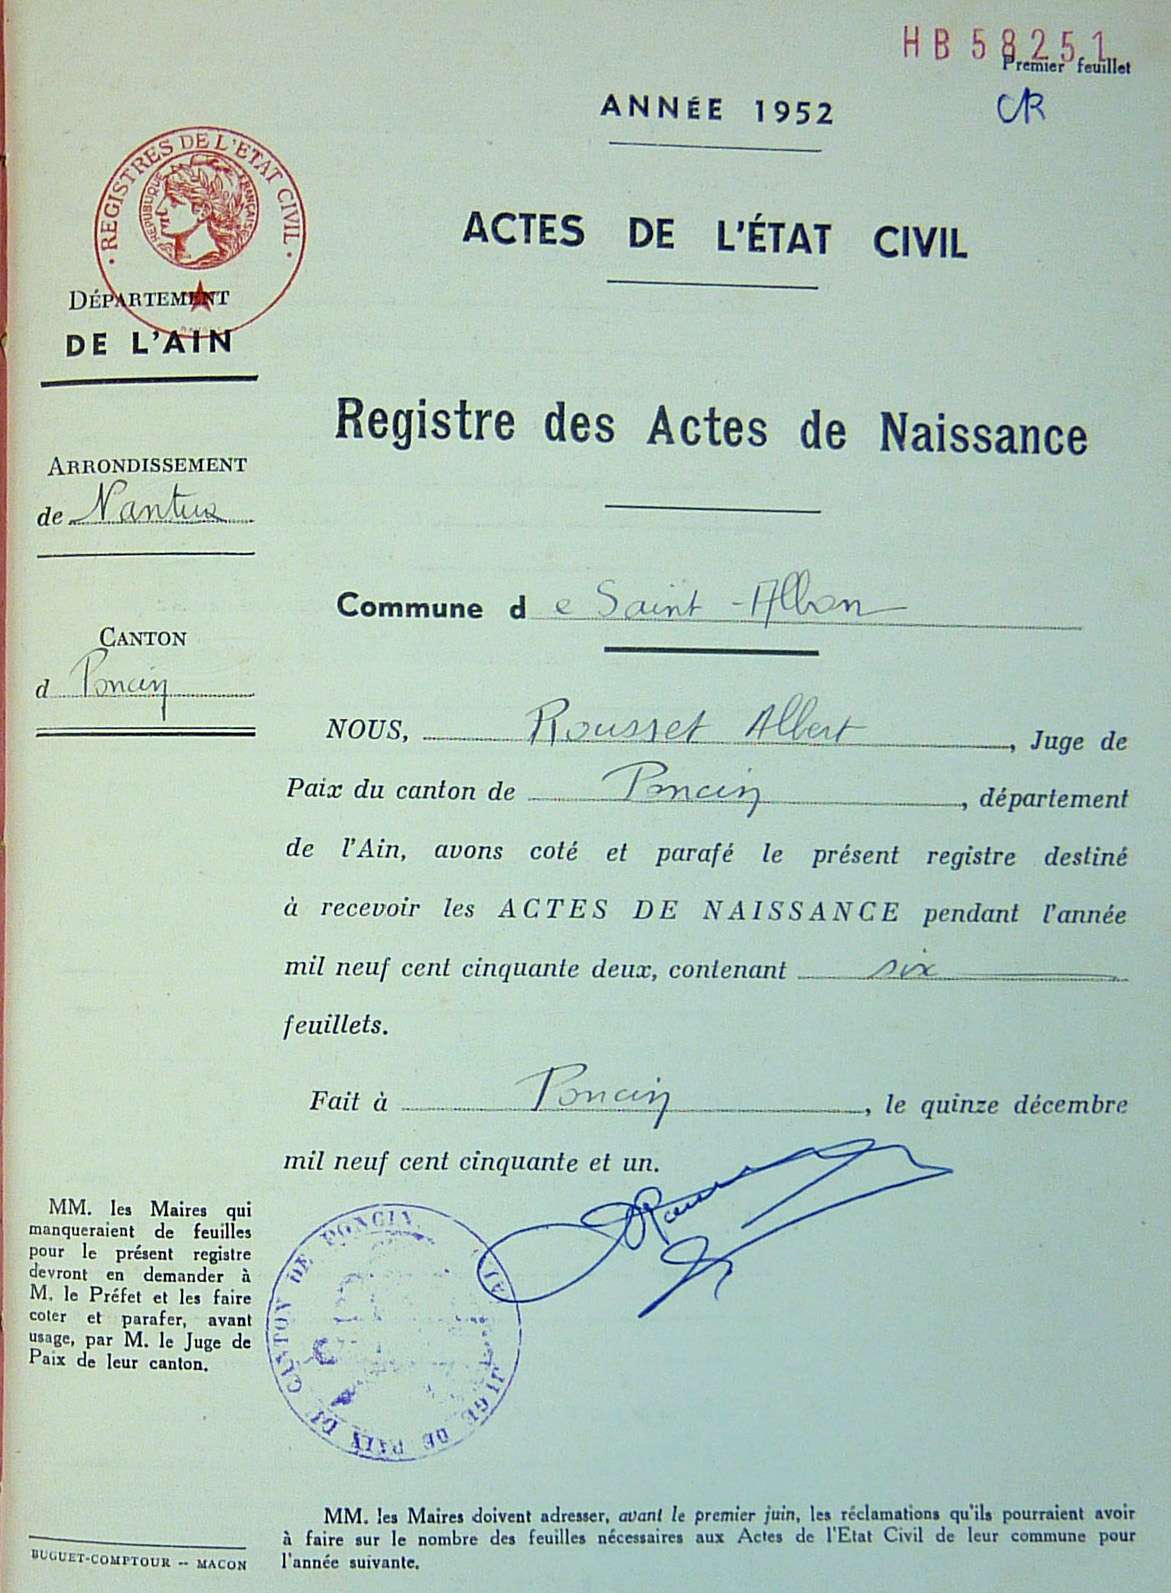 HB 58251
Premier feuillet
CR
ANNÉE 1952
REGISTRES DE L'ETAT CIVIL
REPUBLIQUE FRANÇAISE
ACTES DE L'ÉTAT CIVIL
DÉPARTEMENT
DE L'AIN
Registre des Actes de Naissance
ARRONDISSEMENT
de Nantua
Commune de Saint-Alban
CANTON
d Poncin
NOUS, Rousset Albert, Juge de
Paix du canton de Poncin, département
de l'Ain, avons coté et parafé le présent registre destiné
à recevoir les ACTES DE NAISSANCE pendant l'année
mil neuf cent cinquante deux, contenant six
feuillets.
Fait à Poncin, le quinze décembre
mil neuf cent cinquante et un.
MM. les Maires qui
manqueraient de feuilles
pour le présent registre
devront en demander à
M. le Préfet et les faire
coter et parafer, avant
usage, par M. le Juge de
Paix de leur canton.
JUGE DE PAIX DU CANTON DE PONCIN
AIN
MM. les Maires doivent adresser, avant le premier juin, les réclamations qu'ils pourraient avoir
à faire sur le nombre des feuilles nécessaires aux Actes de l'Etat Civil de leur commune pour
l'année suivante.
BUGUET-COMPTOUR -- MACON